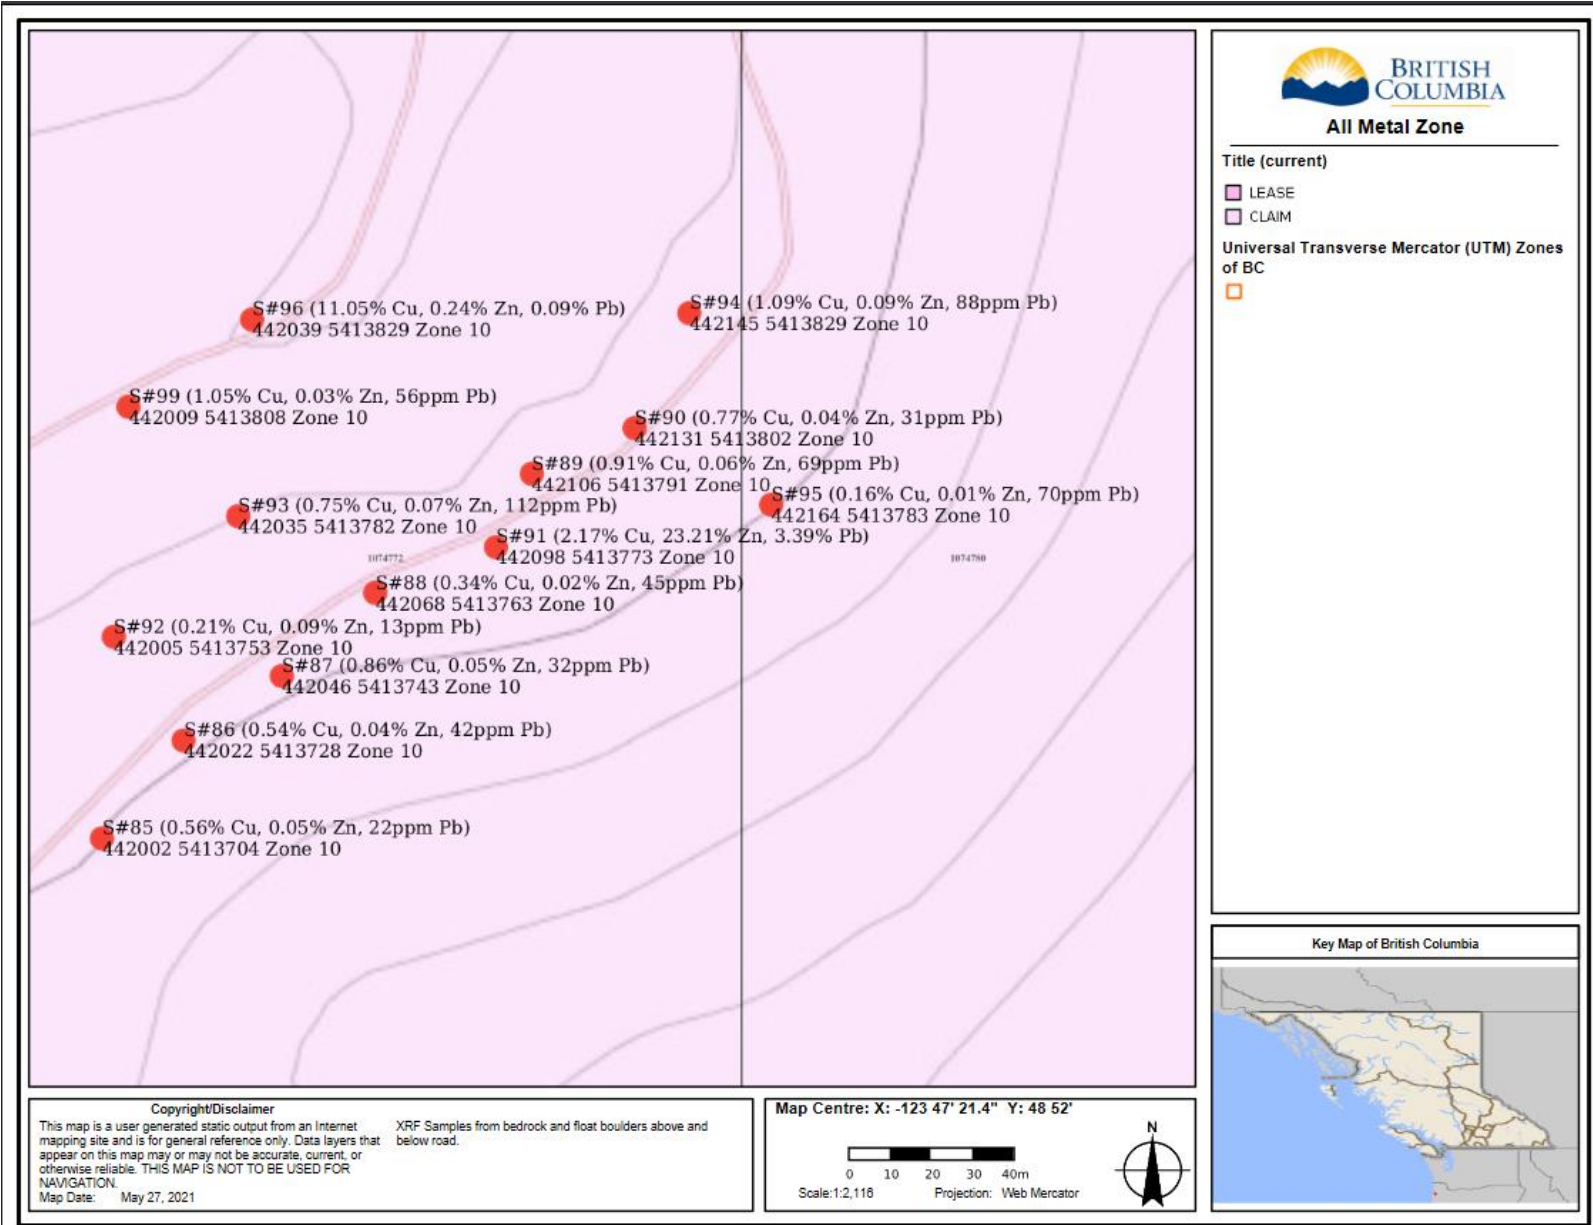 S#96 (11.05% Cu, 0.24% Zn, 0.09% Pb)
442039 5413829 Zone 10
S#94 (1.09% Cu, 0.09% Zn, 88ppm Pb)
442145 5413829 Zone 10
S#99 (1.05% Cu, 0.03% Zn, 56ppm Pb)
442009 5413808 Zone 10
S#90 (0.77% Cu, 0.04% Zn, 31ppm Pb)
442131 5413802 Zone 10
S#89 (0.91% Cu, 0.06% Zn, 69ppm Pb)
442106 5413791 Zone 10
S#95 (0.16% Cu, 0.01% Zn, 70ppm Pb)
442164 5413783 Zone 10
S#93 (0.75% Cu, 0.07% Zn, 112ppm Pb)
442035 5413782 Zone 10
S#91 (2.17% Cu, 23.21% Zn, 3.39% Pb)
442098 5413773 Zone 10
1074772
1074780
S#88 (0.34% Cu, 0.02% Zn, 45ppm Pb)
442068 5413763 Zone 10
S#92 (0.21% Cu, 0.09% Zn, 13ppm Pb)
442005 5413753 Zone 10
S#87 (0.86% Cu, 0.05% Zn, 32ppm Pb)
442046 5413743 Zone 10
S#86 (0.54% Cu, 0.04% Zn, 42ppm Pb)
442022 5413728 Zone 10
S#85 (0.56% Cu, 0.05% Zn, 22ppm Pb)
442002 5413704 Zone 10
BRITISH
COLUMBIA
All Metal Zone
Title (current)
LEASE
CLAIM
Universal Transverse Mercator (UTM) Zones
of BC
Key Map of British Columbia
Copyright/Disclaimer
This map is a user generated static output from an Internet
mapping site and is for general reference only. Data layers that
appear on this map may or may not be accurate, current, or
otherwise reliable. THIS MAP IS NOT TO BE USED FOR
NAVIGATION.
Map Date: May 27, 2021
XRF Samples from bedrock and float boulders above and
below road.
Map Centre: X: -123 47' 21.4" Y: 48 52'
0 10 20 30 40m
Scale:1:2,116 Projection: Web Mercator
N